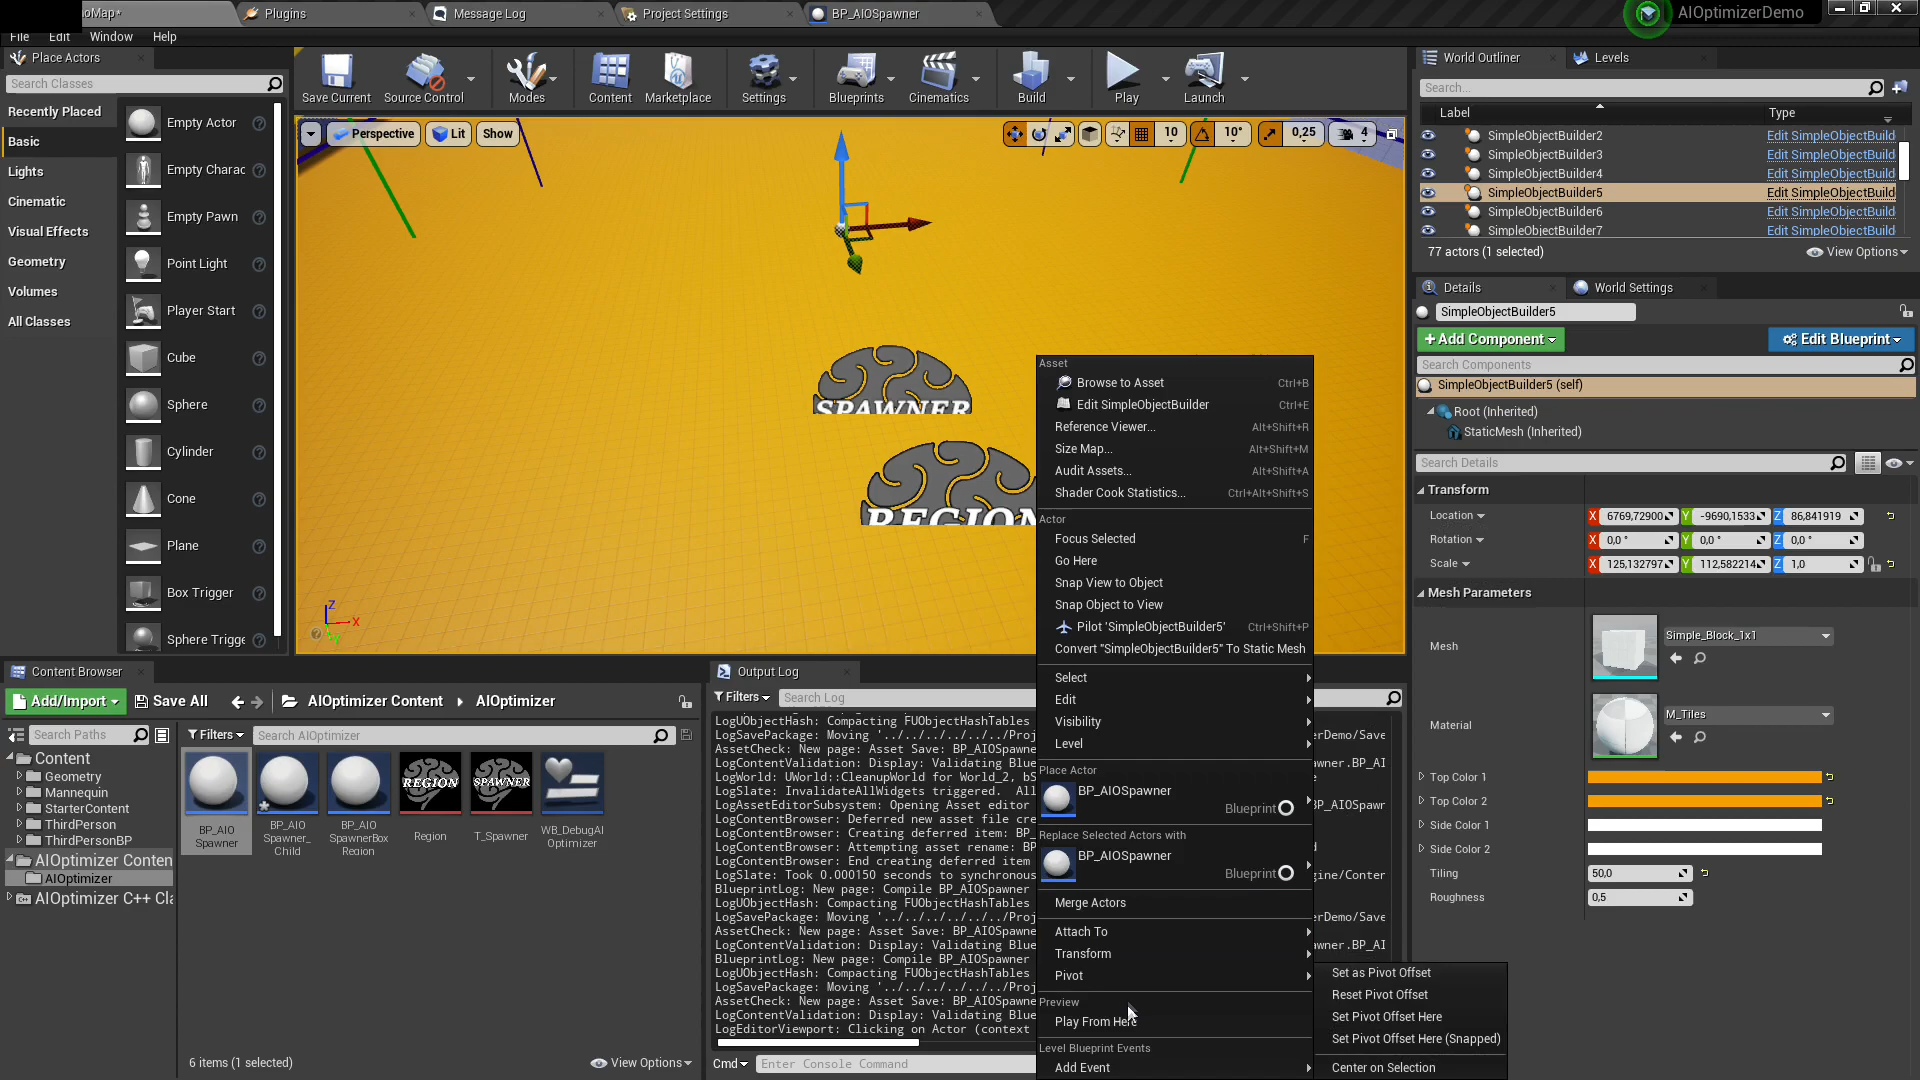 oMap*
Plugins
Message Log
Project Settings
BP_AIOSpawner
AIOptimizerDemo
File
Edit
Window
Help
Place Actors
Search Classes
Recently Placed
Basic
Lights
Cinematic
Visual Effects
Geometry
Volumes
All Classes
Empty Actor
Empty Charac
Empty Pawn
Point Light
Player Start
Cube
Sphere
Cylinder
Cone
Plane
Box Trigger
Sphere Trigge
Save Current
Source Control
Modes
Content
Marketplace
Settings
Blueprints
Cinematics
Build
Play
Launch
Perspective
Lit
Show
10
10°
0,25
4
SPAWNER
REGION
Z
X
Y
Asset
Browse to Asset Ctrl+B
Edit SimpleObjectBuilder Ctrl+E
Reference Viewer... Alt+Shift+R
Size Map... Alt+Shift+M
Audit Assets... Alt+Shift+A
Shader Cook Statistics... Ctrl+Alt+Shift+S
Actor
Focus Selected F
Go Here
Snap View to Object
Snap Object to View
Pilot 'SimpleObjectBuilder5' Ctrl+Shift+P
Convert "SimpleObjectBuilder5" To Static Mesh
Select
Edit
Visibility
Level
Place Actor
BP_AIOSpawner
Blueprint
Replace Selected Actors with
BP_AIOSpawner
Blueprint
Merge Actors
Attach To
Transform
Pivot
Preview
Play From Here
Level Blueprint Events
Add Event
Set as Pivot Offset
Reset Pivot Offset
Set Pivot Offset Here
Set Pivot Offset Here (Snapped)
Center on Selection
World Outliner
Levels
Search...
Label Type
SimpleObjectBuilder2 Edit SimpleObjectBuild
SimpleObjectBuilder3 Edit SimpleObjectBuild
SimpleObjectBuilder4 Edit SimpleObjectBuild
SimpleObjectBuilder5 Edit SimpleObjectBuild
SimpleObjectBuilder6 Edit SimpleObjectBuild
SimpleObjectBuilder7 Edit SimpleObjectBuild
77 actors (1 selected)
View Options
Details
World Settings
SimpleObjectBuilder5
+Add Component
Edit Blueprint
Search Components
SimpleObjectBuilder5 (self)
Root (Inherited)
StaticMesh (Inherited)
Search Details
Transform
Location X 6769,72900 Y -9690,1533 Z 86,841919
Rotation X 0,0 ° Y 0,0 ° Z 0,0 °
Scale X 125,132797 Y 112,582214 Z 1,0
Mesh Parameters
Mesh
Simple_Block_1x1
Material
M_Tiles
Top Color 1
Top Color 2
Side Color 1
Side Color 2
Tiling 50,0
Roughness 0,5
Content Browser
Add/Import
Save All
AIOptimizer Content
AIOptimizer
Search Paths
Filters
Search AIOptimizer
Content
Geometry
Mannequin
StarterContent
ThirdPerson
ThirdPersonBP
AIOptimizer Conten
AIOptimizer
AIOptimizer C++ Cla
BP_AIO
Spawner
BP_AIO
Spawner_
Child
BP_AIO
SpawnerBox
Region
REGION
Region
SPAWNER
T_Spawner
WB_DebugAI
Optimizer
6 items (1 selected)
View Options
Output Log
Filters
Search Log
LogUObjectHash: Compacting FUObjectHashTables
LogSavePackage: Moving '../../../../../Proj erDemo/Save
AssetCheck: New page: Asset Save: BP_AIOSpawne
LogContentValidation: Display: Validating Blue awner.BP_AI
LogWorld: UWorld::CleanupWorld for World_2, bS
LogSlate: InvalidateAllWidgets triggered. All
LogAssetEditorSubsystem: Opening Asset editor P_AIOSpawr
LogContentBrowser: Deferred new asset file cre
LogContentBrowser: Creating deferred item: BP_
LogContentBrowser: Attempting asset rename: BP_
LogContentBrowser: End creating deferred item
LogSlate: Took 0.000150 seconds to synchronous ngine/Conter
BlueprintLog: New page: Compile BP_AIOSpawner
LogUObjectHash: Compacting FUObjectHashTables
LogSavePackage: Moving '../../../../../Proj erDemo/Save
AssetCheck: New page: Asset Save: BP_AIOSpawne
LogContentValidation: Display: Validating Blue awner.BP_AI
BlueprintLog: New page: Compile BP_AIOSpawner
LogUObjectHash: Compacting FUObjectHashTables
LogSavePackage: Moving '../../../../../Proj erDemo/Save
AssetCheck: New page: Asset Save: BP_AIOSpawne
LogContentValidation: Display: Validating Blue awner.BP_AI
LogEditorViewport: Clicking on Actor (context
Cmd
Enter Console Command